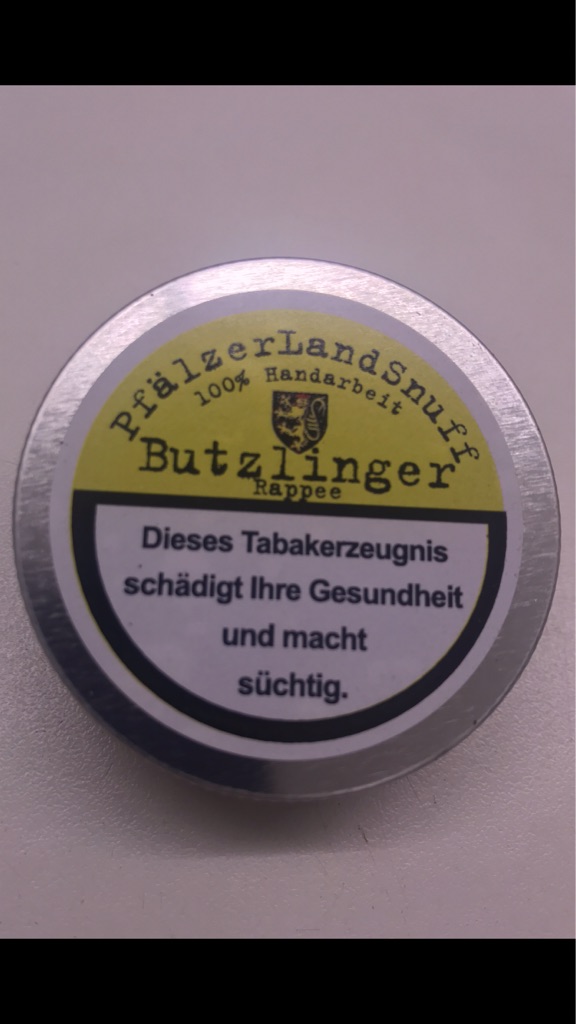 PfälzerLandSnuff
100% Handarbeit
Butzlinger
Rappee
Dieses Tabakerzeugnis
schädigt Ihre Gesundheit
und macht
süchtig.